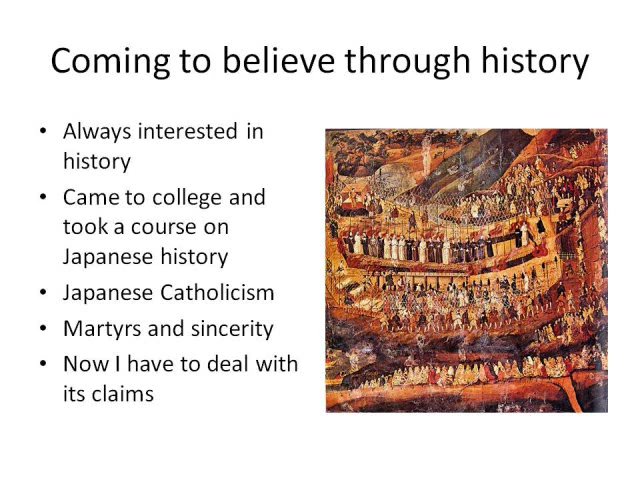 Coming to believe through history
• Always interested in
history
• Came to college and
took a course on
Japanese history
• Japanese Catholicism
• Martyrs and sincerity
• Now I have to deal with
its claims